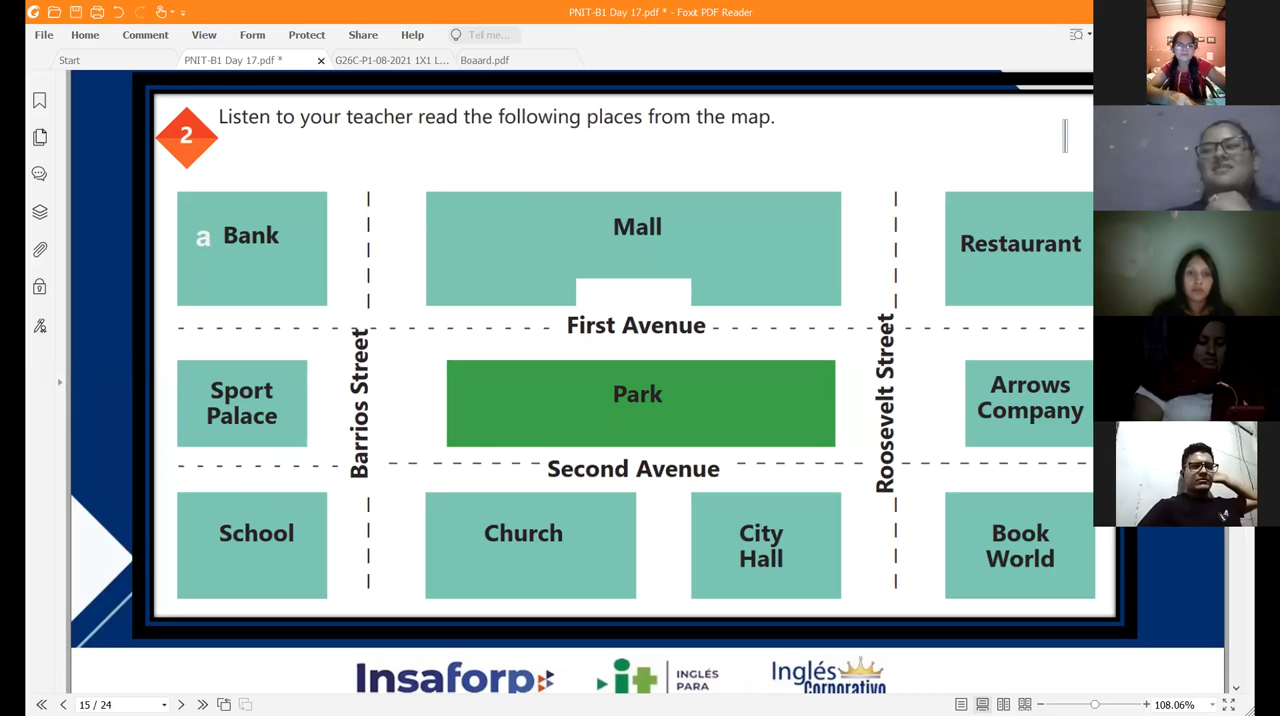 PNIT-B1 Day 17.pdf * - Foxit PDF Reader
File Home Comment View Form Protect Share Help Tell me...
Start PNIT-B1 Day 17.pdf * G26C-P1-08-2021 1X1 L... Boaard.pdf
2 Listen to your teacher read the following places from the map.
a Bank
Mall
Restaurant
First Avenue
Barrios Street
Roosevelt Street
Sport
Palace
Park
Arrows
Company
Second Avenue
School
Church
City
Hall
Book
World
Insaforp
it
INGLÉS
PARA
Inglés
Corporativo
15 / 24
108.06%